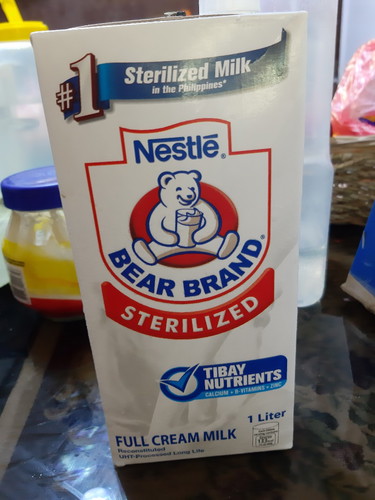 #1 Sterilized Milk
in the Philippines*
Nestlé®
BEAR BRAND®
STERILIZED
TIBAY
NUTRIENTS
CALCIUM • B-VITAMINS • ZINC
1 Liter
FULL CREAM MILK
Reconstituted
UHT-Processed Long Life